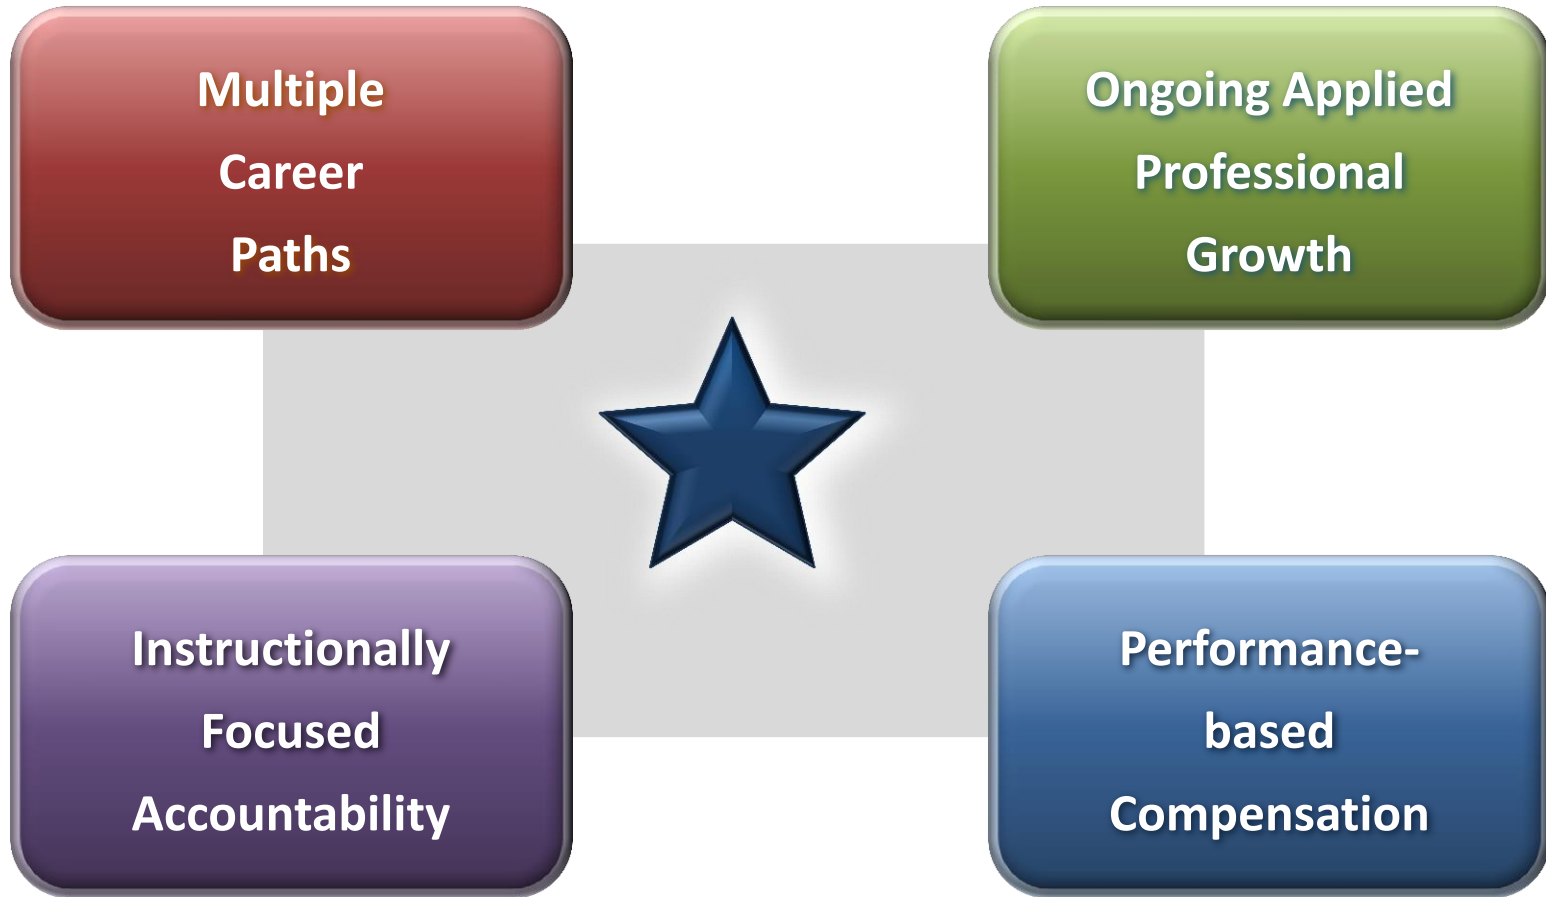 Multiple
Career
Paths
Ongoing Applied
Professional
Growth
Instructionally
Focused
Accountability
Performance-
based
Compensation